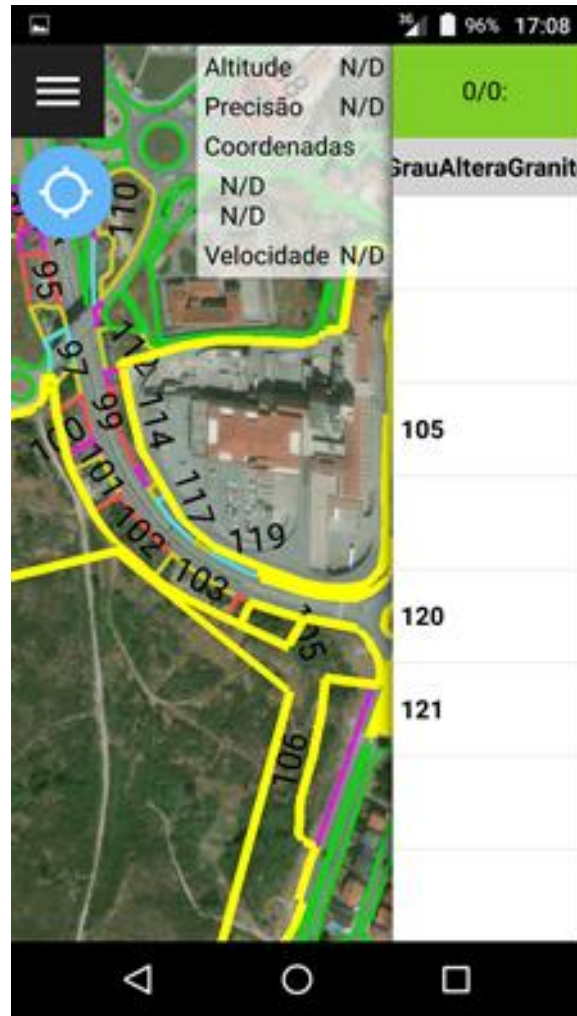 3G 96% 17:08
Altitude N/D
Precisão N/D
Coordenadas
N/D
N/D
Velocidade N/D
0/0:
GrauAlteraGranit
110
95
97
112
99
114
101
117
102
119
103
105
106
105
120
121